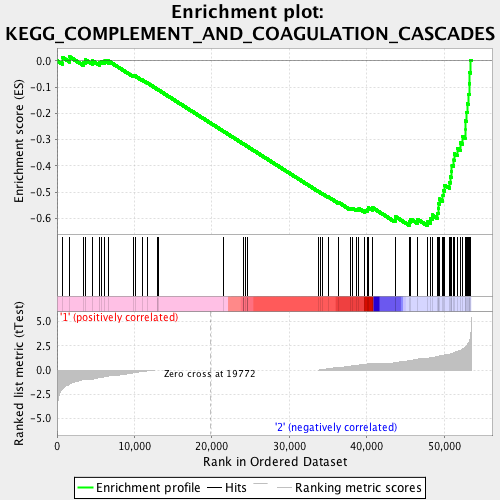 Enrichment plot:
KEGG_COMPLEMENT_AND_COAGULATION_CASCADES
Enrichment score (ES)
0.0
-0.1
-0.2
-0.3
-0.4
-0.5
-0.6
'1' (positively correlated)
Ranked list metric (tTest)
5.0
2.5
0.0
-2.5
-5.0
Zero cross at 19772
'2' (negatively correlated)
0
10,000
20,000
30,000
40,000
50,000
Rank in Ordered Dataset
Enrichment profile
Hits
Ranking metric scores